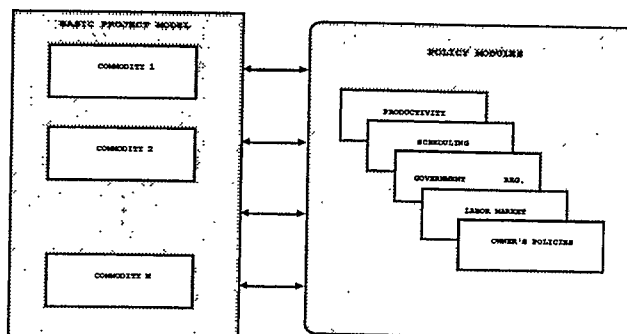 BASIC PROJECT MODEL
COMMODITY 1
COMMODITY 2
COMMODITY N
POLICY MODULES
PRODUCTIVITY
SCHEDULING
GOVERNMENT REG.
LABOR MARKET
OWNER'S POLICIES